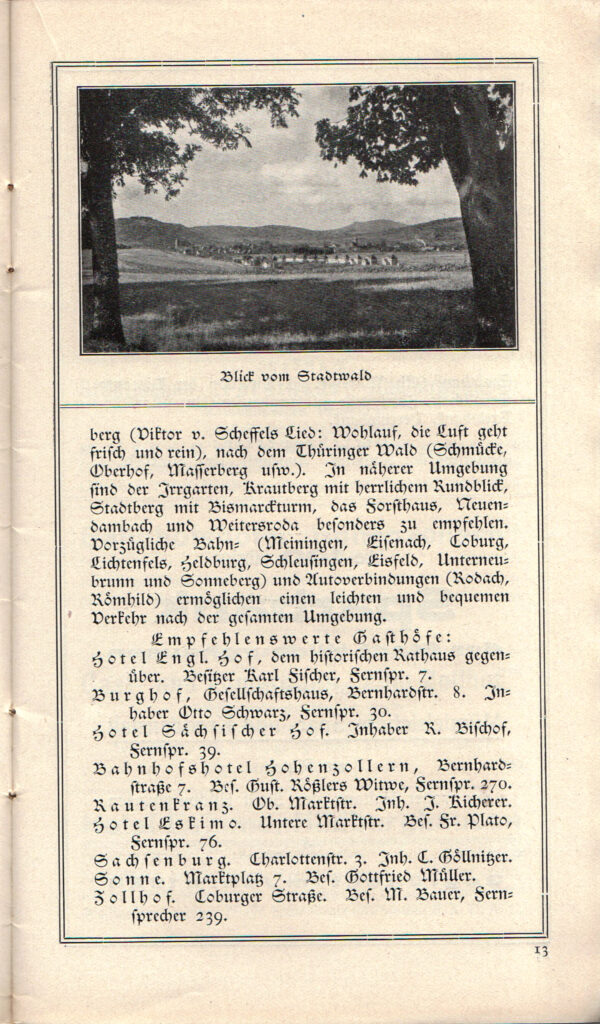 Blick vom Stadtwald
berg (Viktor v. Scheffels Lied: Wohlauf, die Luft geht
frisch und rein), nach dem Thüringer Wald (Schmücke,
Oberhof, Masserberg usw.). In näherer Umgebung
sind der Irrgarten, Krautberg mit herrlichem Rundblick,
Stadtberg mit Bismarckturm, das Forsthaus, Neuen-
dambach und Weitersroda besonders zu empfehlen.
Vorzügliche Bahn- (Meiningen, Eisenach, Coburg,
Lichtenfels, Heldburg, Schleusingen, Eisfeld, Unterneu-
brunn und Sonneberg) und Autoverbindungen (Rodach,
Römhild) ermöglichen einen leichten und bequemen
Verkehr nach der gesamten Umgebung.
Empfehlenswerte Gasthöfe:
Hotel Engl. Hof, dem historischen Rathaus gegen-
über. Besitzer Karl Fischer, Fernspr. 7.
Burghof, Gesellschaftshaus, Bernhardstr. 8. In-
haber Otto Schwarz, Fernspr. 30.
Hotel Sächsischer Hof. Inhaber R. Bischof,
Fernspr. 39.
Bahnhofshotel Hohenzollern, Bernhard-
straße 7. Bes. Gust. Rößlers Witwe, Fernspr. 270.
Rautenkranz. Ob. Marktstr. Inh. J. Kicherer.
Hotel Eskimo. Untere Marktstr. Bes. Fr. Plato,
Fernspr. 76.
Sachsenburg. Charlottenstr. 3. Inh. C. Göllnitzer.
Sonne. Marktplatz 7. Bes. Gottfried Müller.
Zollhof. Coburger Straße. Bes. M. Bauer, Fern-
sprecher 239.
13